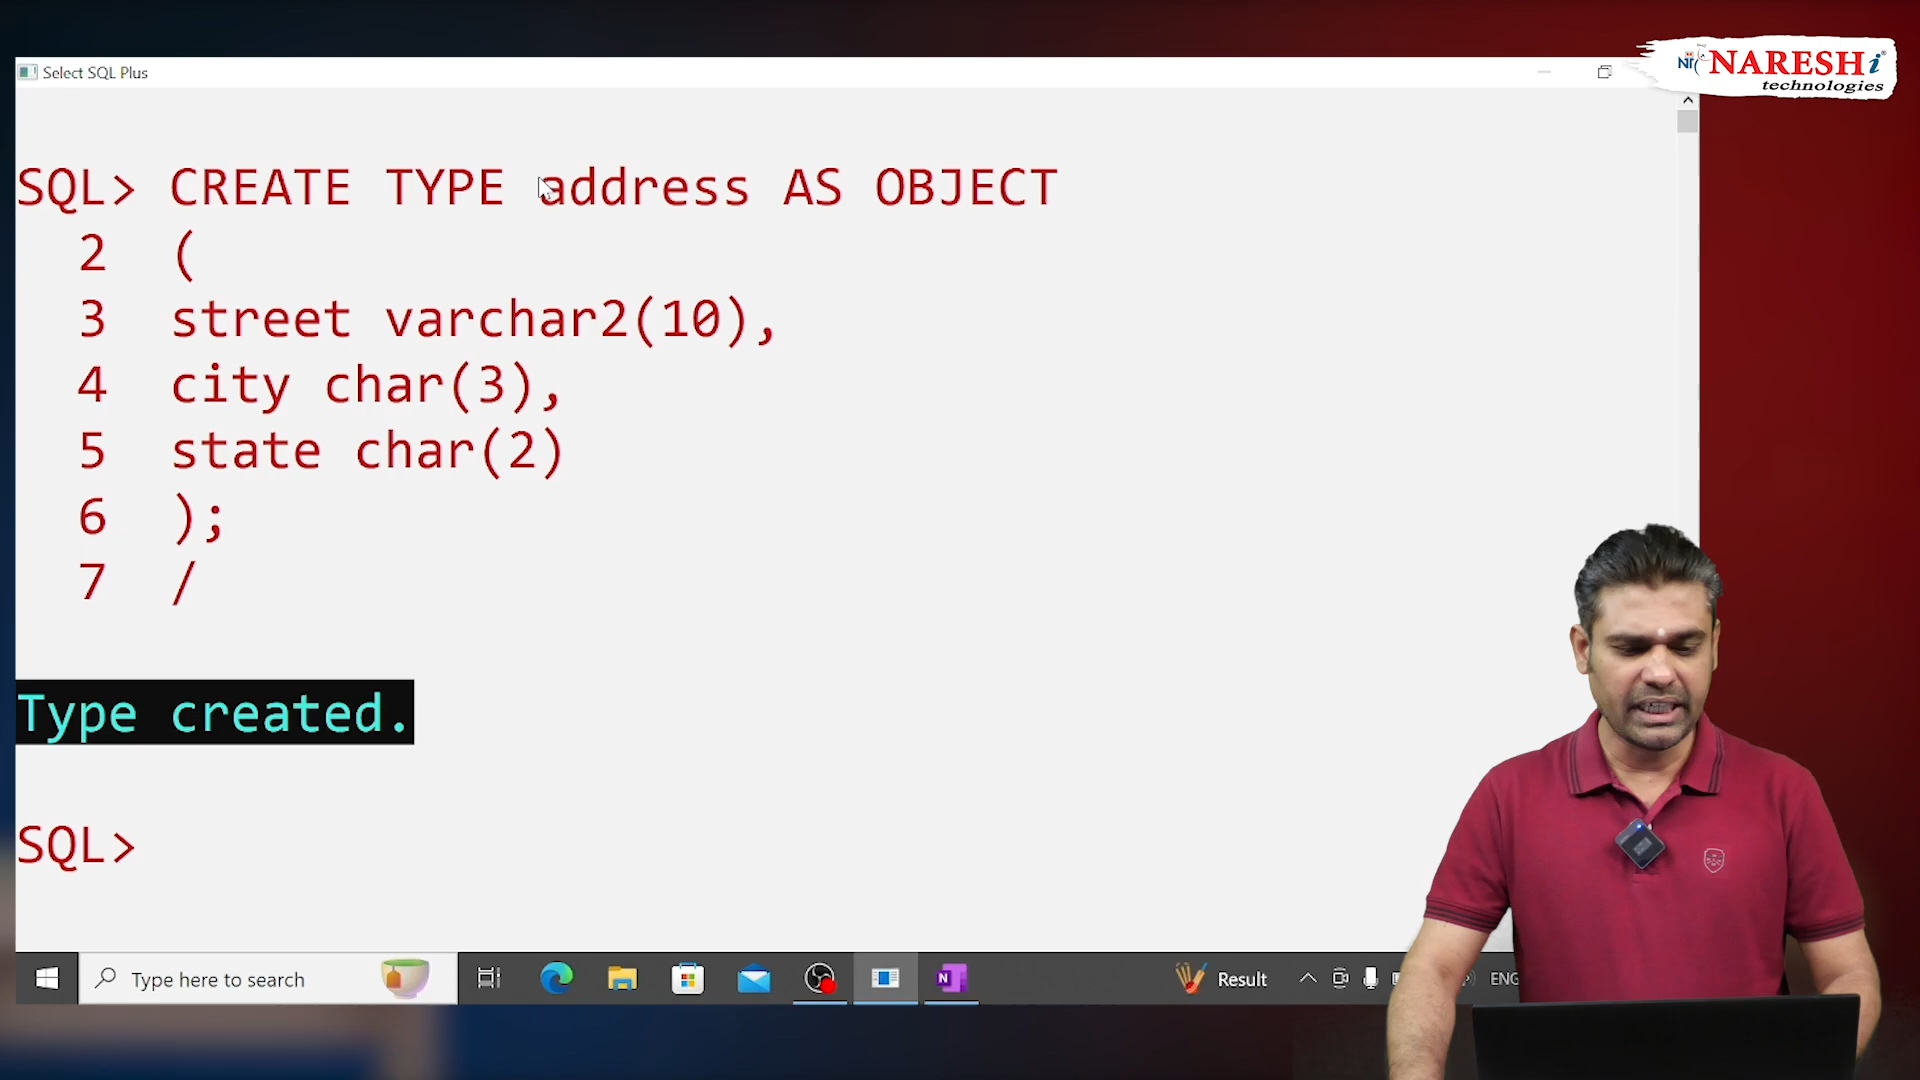 Select SQL Plus
NARESH i
technologies
SQL> CREATE TYPE address AS OBJECT
2 (
3 street varchar2(10),
4 city char(3),
5 state char(2)
6 );
7 /
Type created.
SQL>
Type here to search
Result
ENG